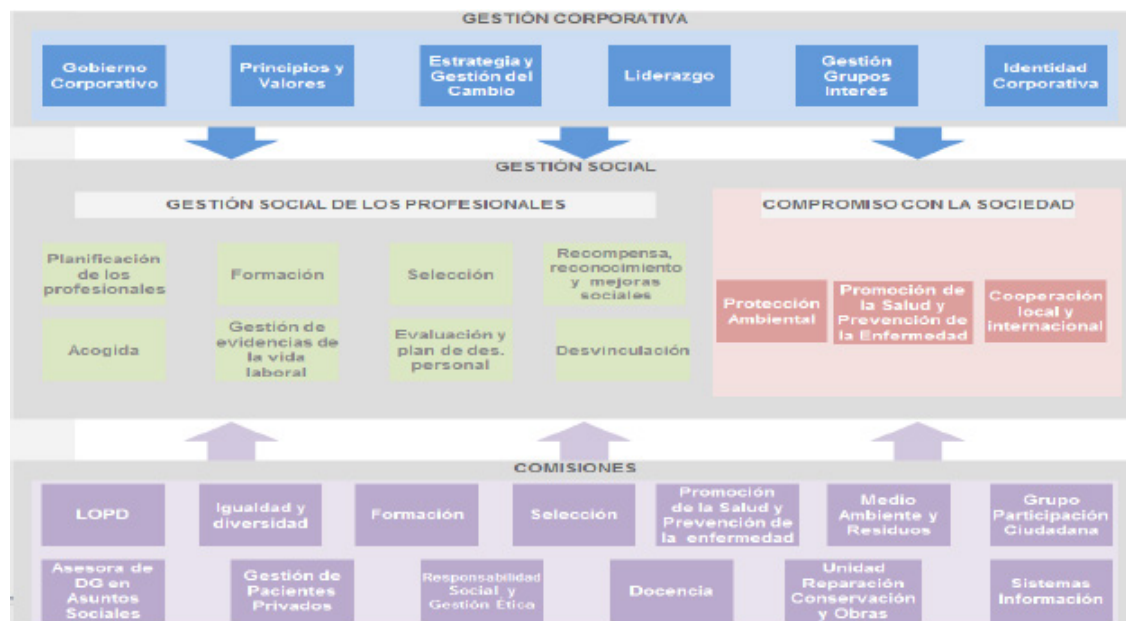 GESTIÓN CORPORATIVA
Gobierno
Corporativo
Principios y
Valores
Estrategia y
Gestión del
Cambio
Liderazgo
Gestión
Grupos
Interés
Identidad
Corporativa
GESTIÓN SOCIAL
GESTIÓN SOCIAL DE LOS PROFESIONALES
COMPROMISO CON LA SOCIEDAD
Planificación
de los
profesionales
Formación
Selección
Recompensa,
reconocimiento
y mejoras
sociales
Acogida
Gestión de
evidencias de
la vida
laboral
Evaluación y
plan de des.
personal
Desvinculación
Protección
Ambiental
Promoción de
la Salud y
Prevención de
la Enfermedad
Cooperación
local y
internacional
COMISIONES
LOPD
Igualdad y
diversidad
Formación
Selección
Promoción
de la Salud y
Prevención de
la enfermedad
Medio
Ambiente y
Residuos
Grupo
Participación
Ciudadana
Asesora de
DG en
Asuntos
Sociales
Gestión de
Pacientes
Privados
Responsabilidad
Social y
Gestión Ética
Docencia
Unidad
Reparación
Conservación
y Obras
Sistemas
Información